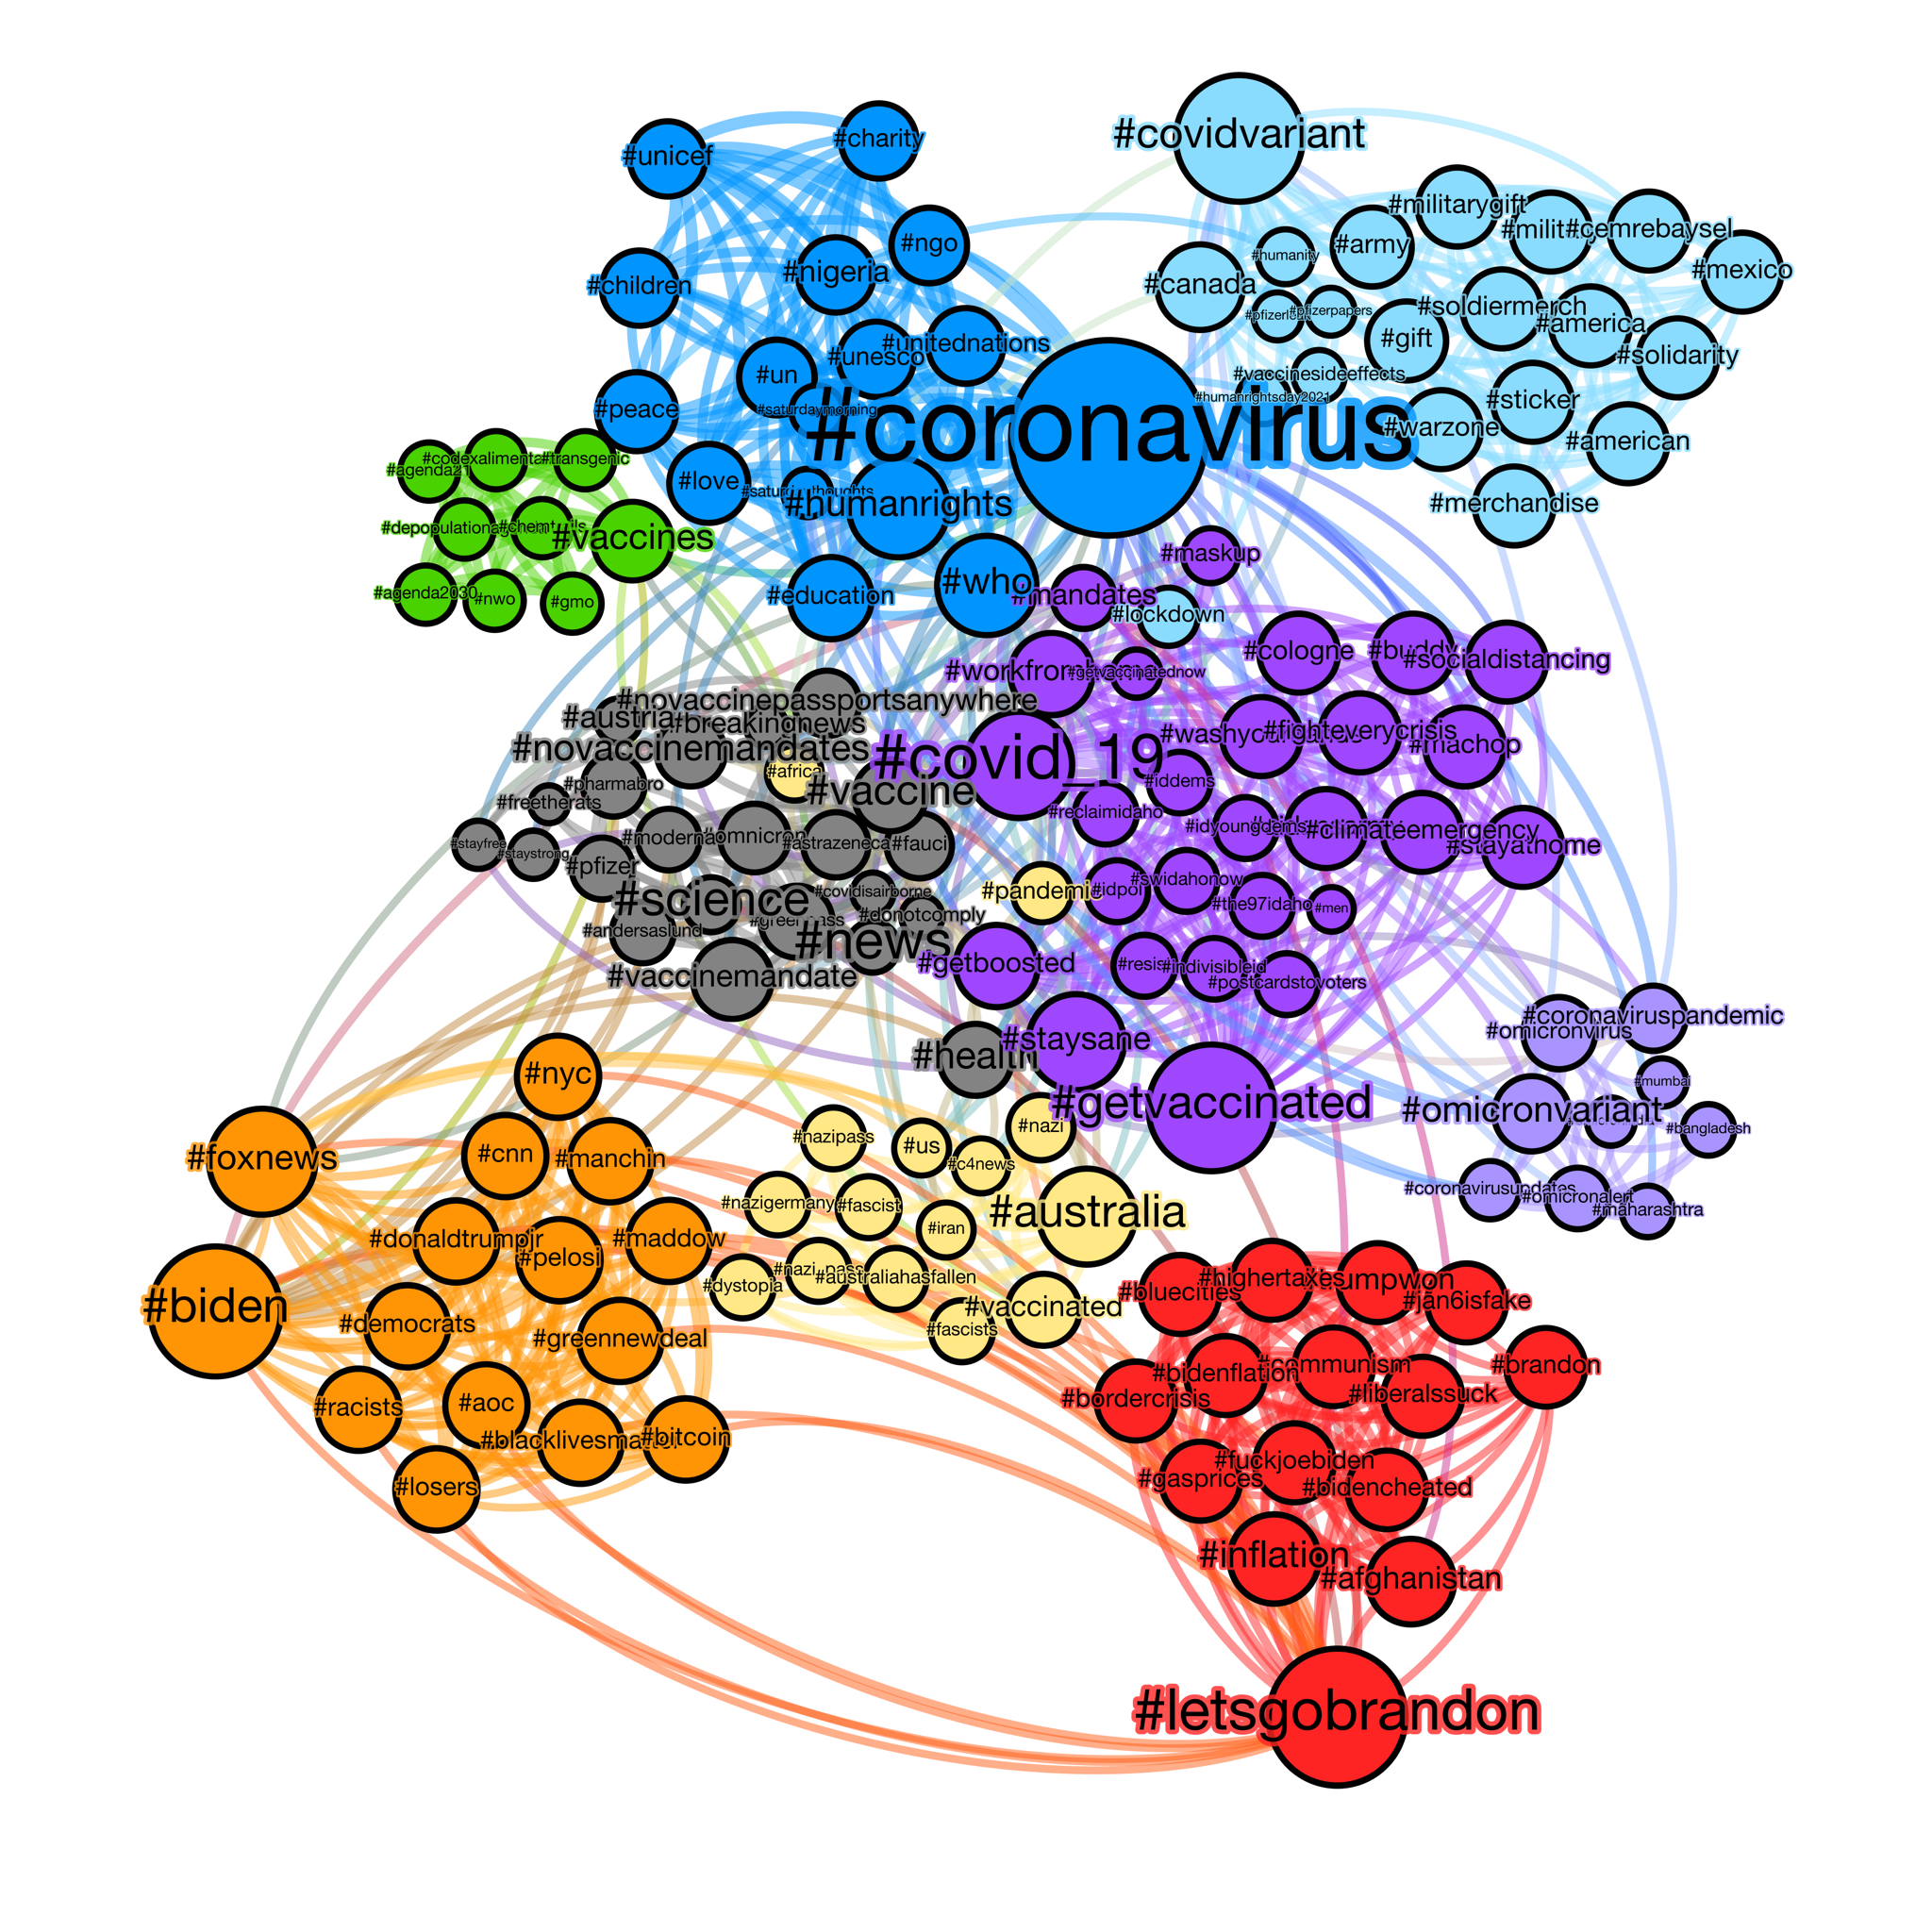 #covidvariant
#unicef
#charity
#militarygift
#cemrebaysel
#ngo
#army
#humanity
#nigeria
#mexico
#children
#canada
#soldiermerch
#pfizerpapers
#america
#gift
#unitednations
#unesco
#solidarity
#un
#vaccinesideeffects
#humanrightsday2021
#sticker
#peace
#saturdaymorning
#coronavirus
#warzone
#american
#transgenic
#agenda21
#love
#humanrights
#merchandise
#vaccines
#maskup
#agenda2030
#nwo
#gmo
#education
#who
#mandates
#lockdown
#cologne
#buddy
#socialdistancing
#getvaccinatednow
#novaccinepassportsanywhere
#austria
#breakingnews
#novaccinemandates
#fighteverycrisis
#machop
#covid_19
#africa
#pharmabro
#vaccine
#iddems
#freetherats
#reclaimidaho
#idyoungdems
#climateemergency
#moderna
#omnicron
#astrazeneca
#fauci
#stayathome
#stayfree
#staystrong
#pfizer
#swidahonow
#covidisairborne
#pandemic
#idpol
#science
#the97idaho
#men
#donotcomply
#andersaslund
#news
#getboosted
#indivisibleid
#vaccinemandate
#postcardstovoters
#coronaviruspandemic
#omicronvirus
#staysane
#health
#nyc
#mumbai
#getvaccinated
#omicronvariant
#nazi
#bangladesh
#nazipass
#us
#foxnews
#cnn
#manchin
#c4news
#coronavirusundates
#omicronalert
#nazigermany
#fascist
#maharashtra
#australia
#iran
#donaldtrumpjr
#maddow
#pelosi
#australiahasfallen
#dystopia
#bluecities
#highertaxes
#jan6isfake
#biden
#vaccinated
#democrats
#fascists
#greennewdeal
#communism
#brandon
#bidenflation
#liberalssuck
#bordercrisis
#racists
#aoc
#blacklivesmatter
#bitcoin
#fuckjoebiden
#gasprices
#bidencheated
#losers
#inflation
#afghanistan
#letsgobrandon